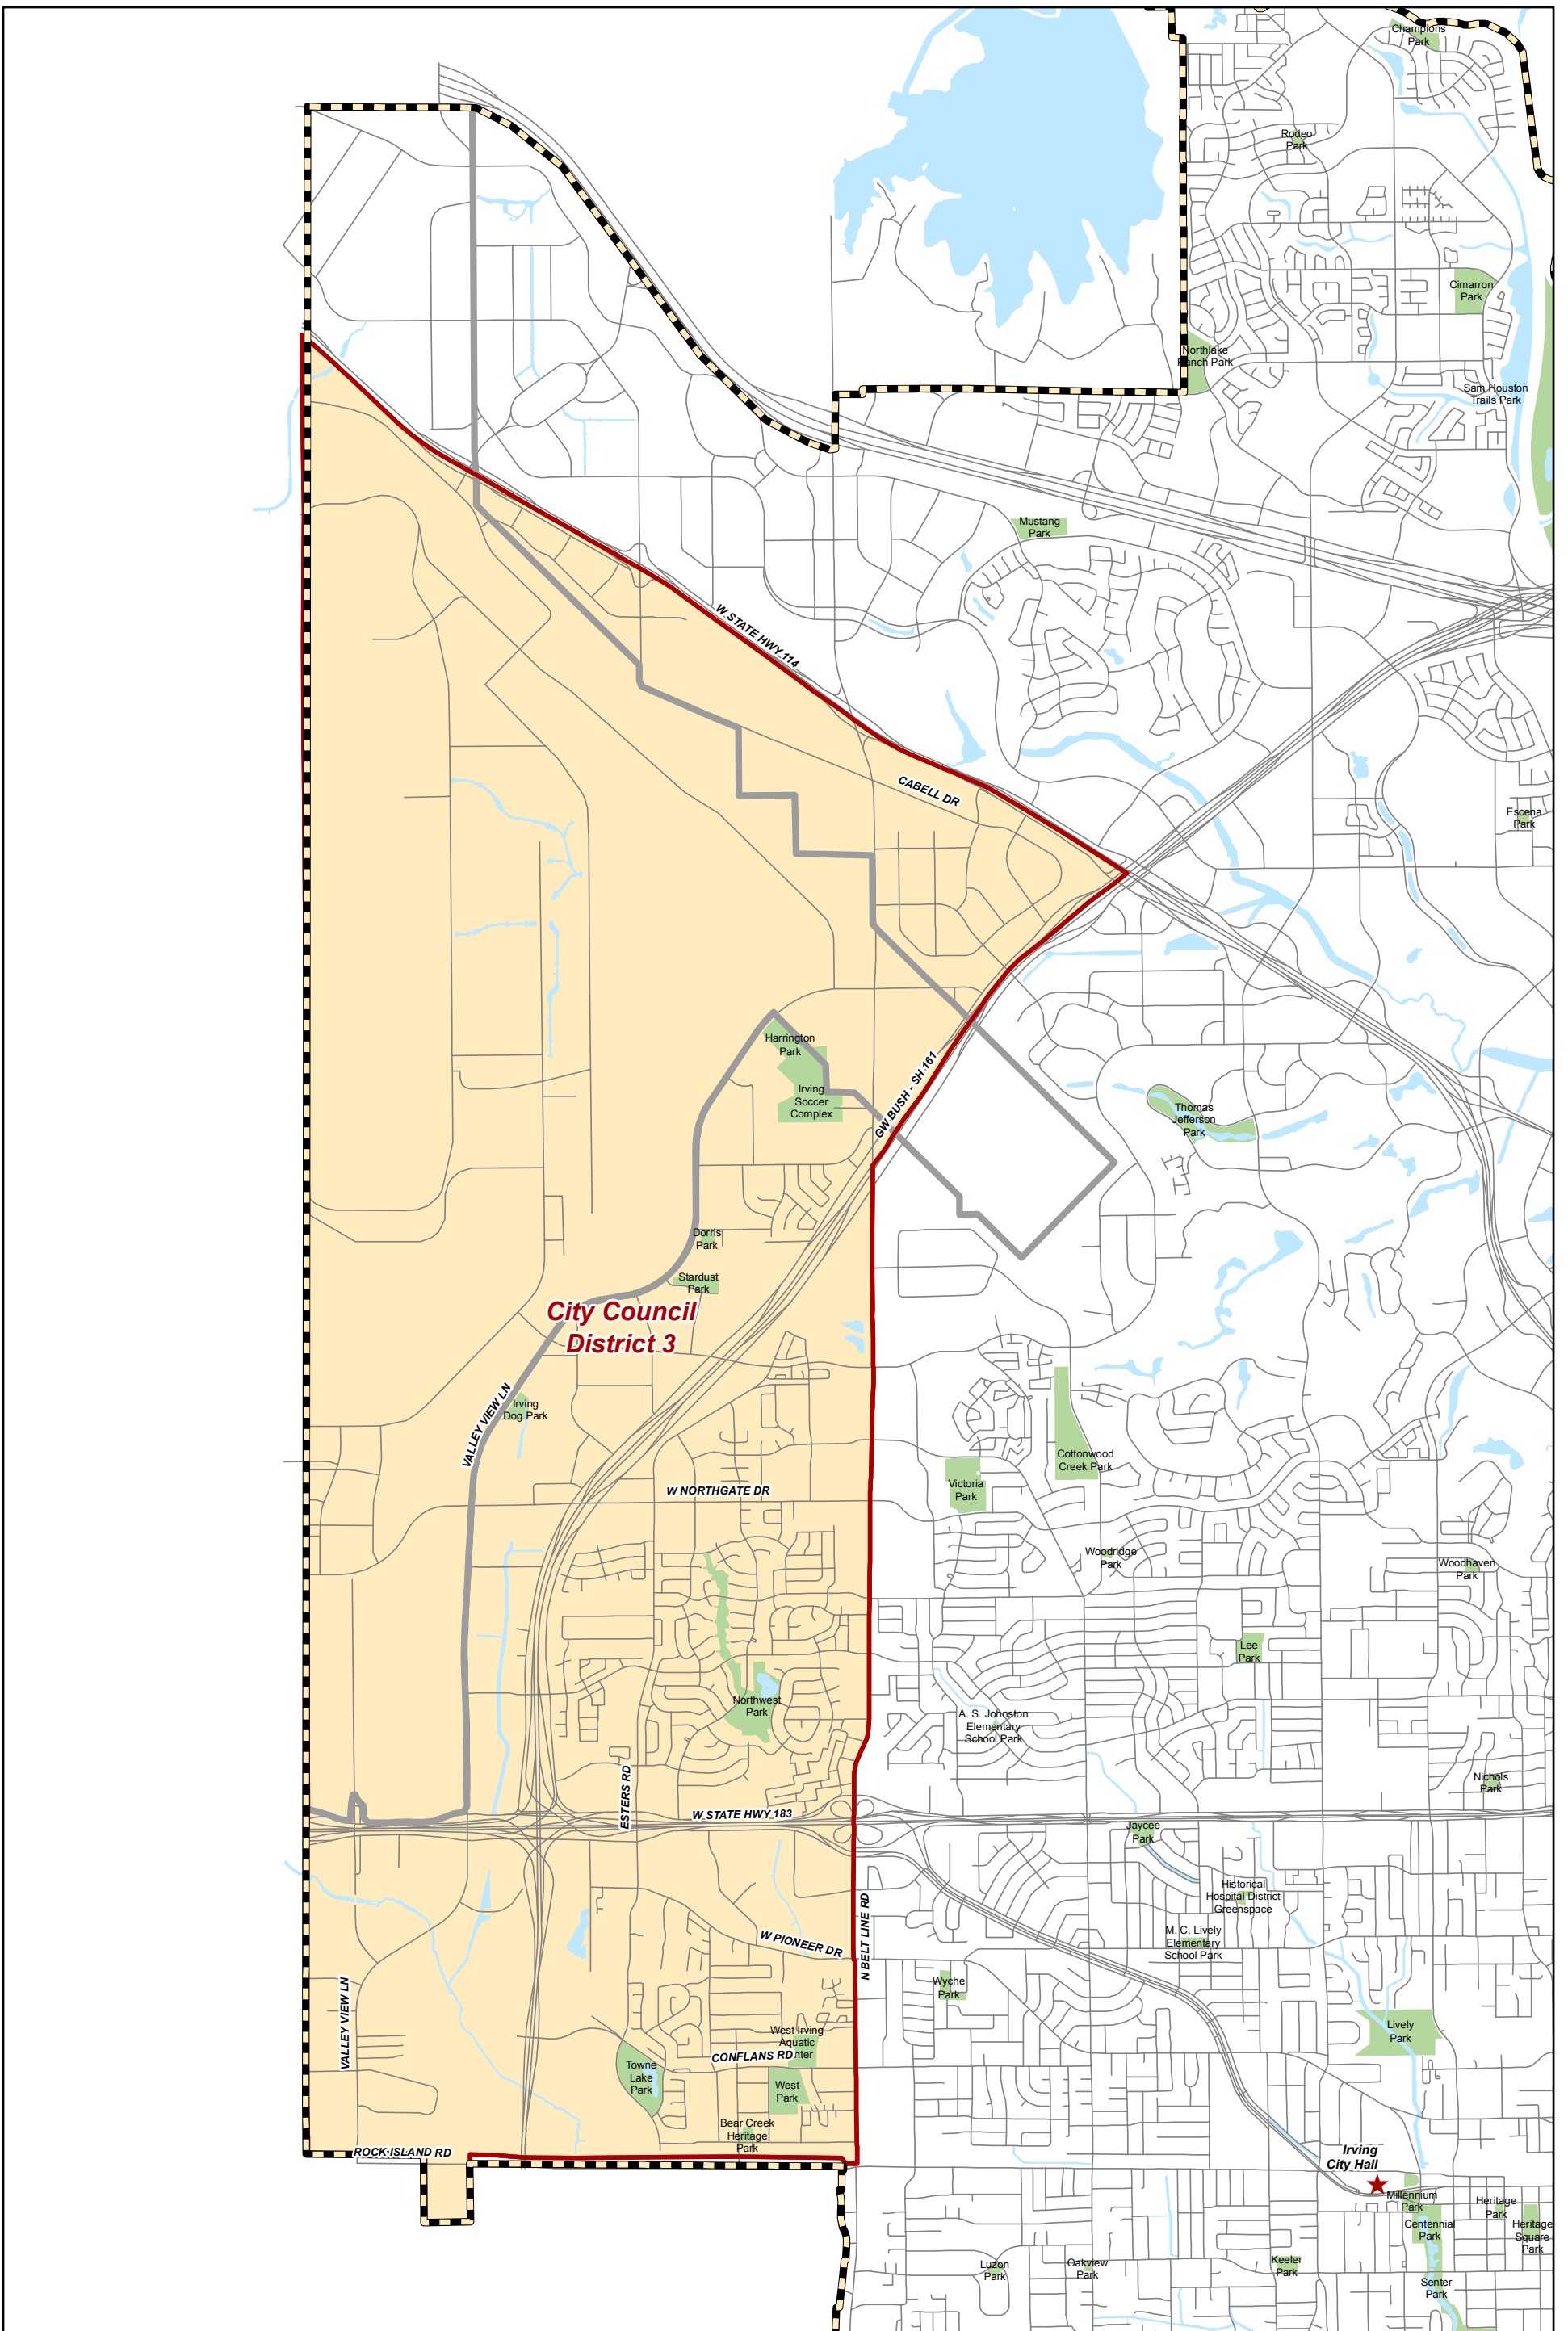 Champions
Park
Rodeo
Park
Cimarron
Park
Northlake
Ranch Park
Sam Houston
Trails Park
Mustang
Park
W STATE HWY 114
CABELL DR
Escena
Park
Harrington
Park
Irving
Soccer
Complex
GW BUSH - SH 161
Thomas
Jefferson
Park
Dorris
Park
Stardust
Park
City Council
District 3
VALLEY VIEW LN
Irving
Dog Park
Cottonwood
Creek Park
Victoria
Park
W NORTHGATE DR
Woodridge
Park
Woodhaven
Park
Lee
Park
Northwest
Park
A. S. Johnston
Elementary
School Park
ESTERS RD
Nichols
Park
W STATE HWY 183
Jaycee
Park
Historical
Hospital District
Greenspace
N BELT LINE RD
W PIONEER DR
M. C. Lively
Elementary
School Park
Wyche
Park
VALLEY VIEW LN
West Irving
Aquatic
nter
CONFLANS RD
Lively
Park
Towne
Lake
Park
West
Park
Bear Creek
Heritage
Park
ROCK ISLAND RD
Irving
City Hall
Millennium
Park
Heritage
Park
Centennial
Park
Heritage
Square
Park
Luzon
Park
Oakview
Park
Keeler
Park
Senter
Park